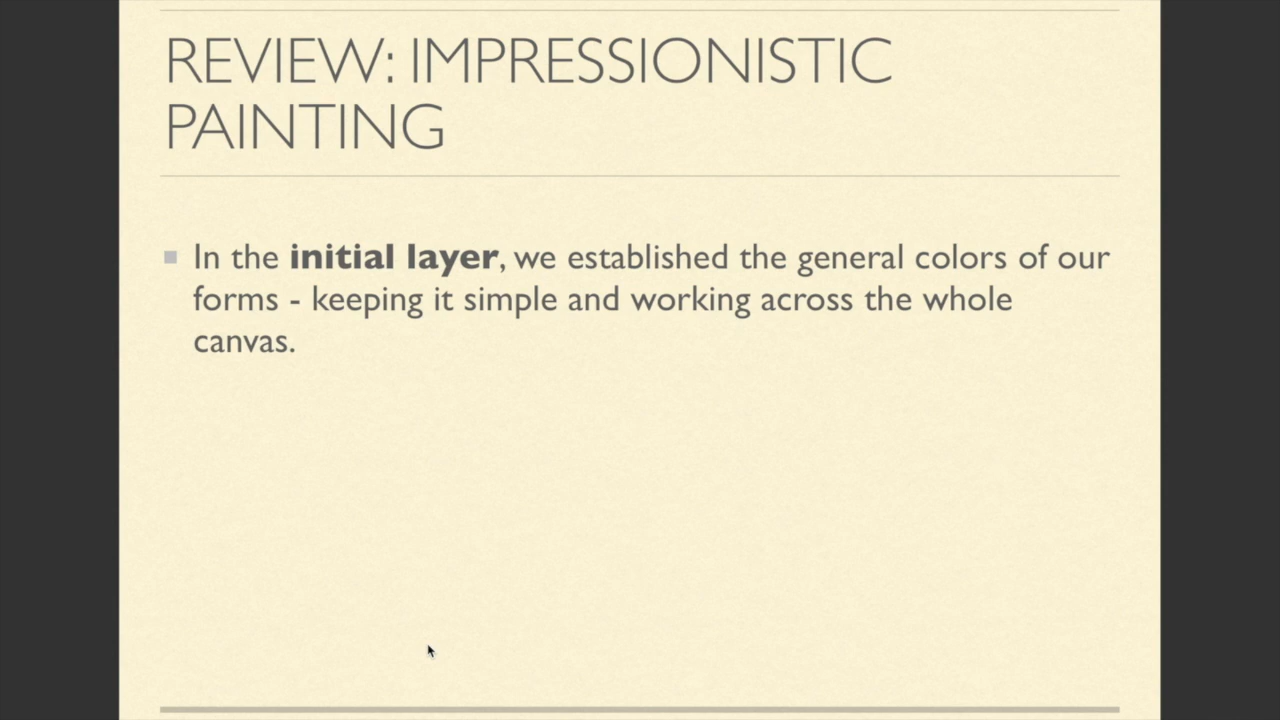 REVIEW: IMPRESSIONISTIC
PAINTING
In the initial layer, we established the general colors of our
forms - keeping it simple and working across the whole
canvas.